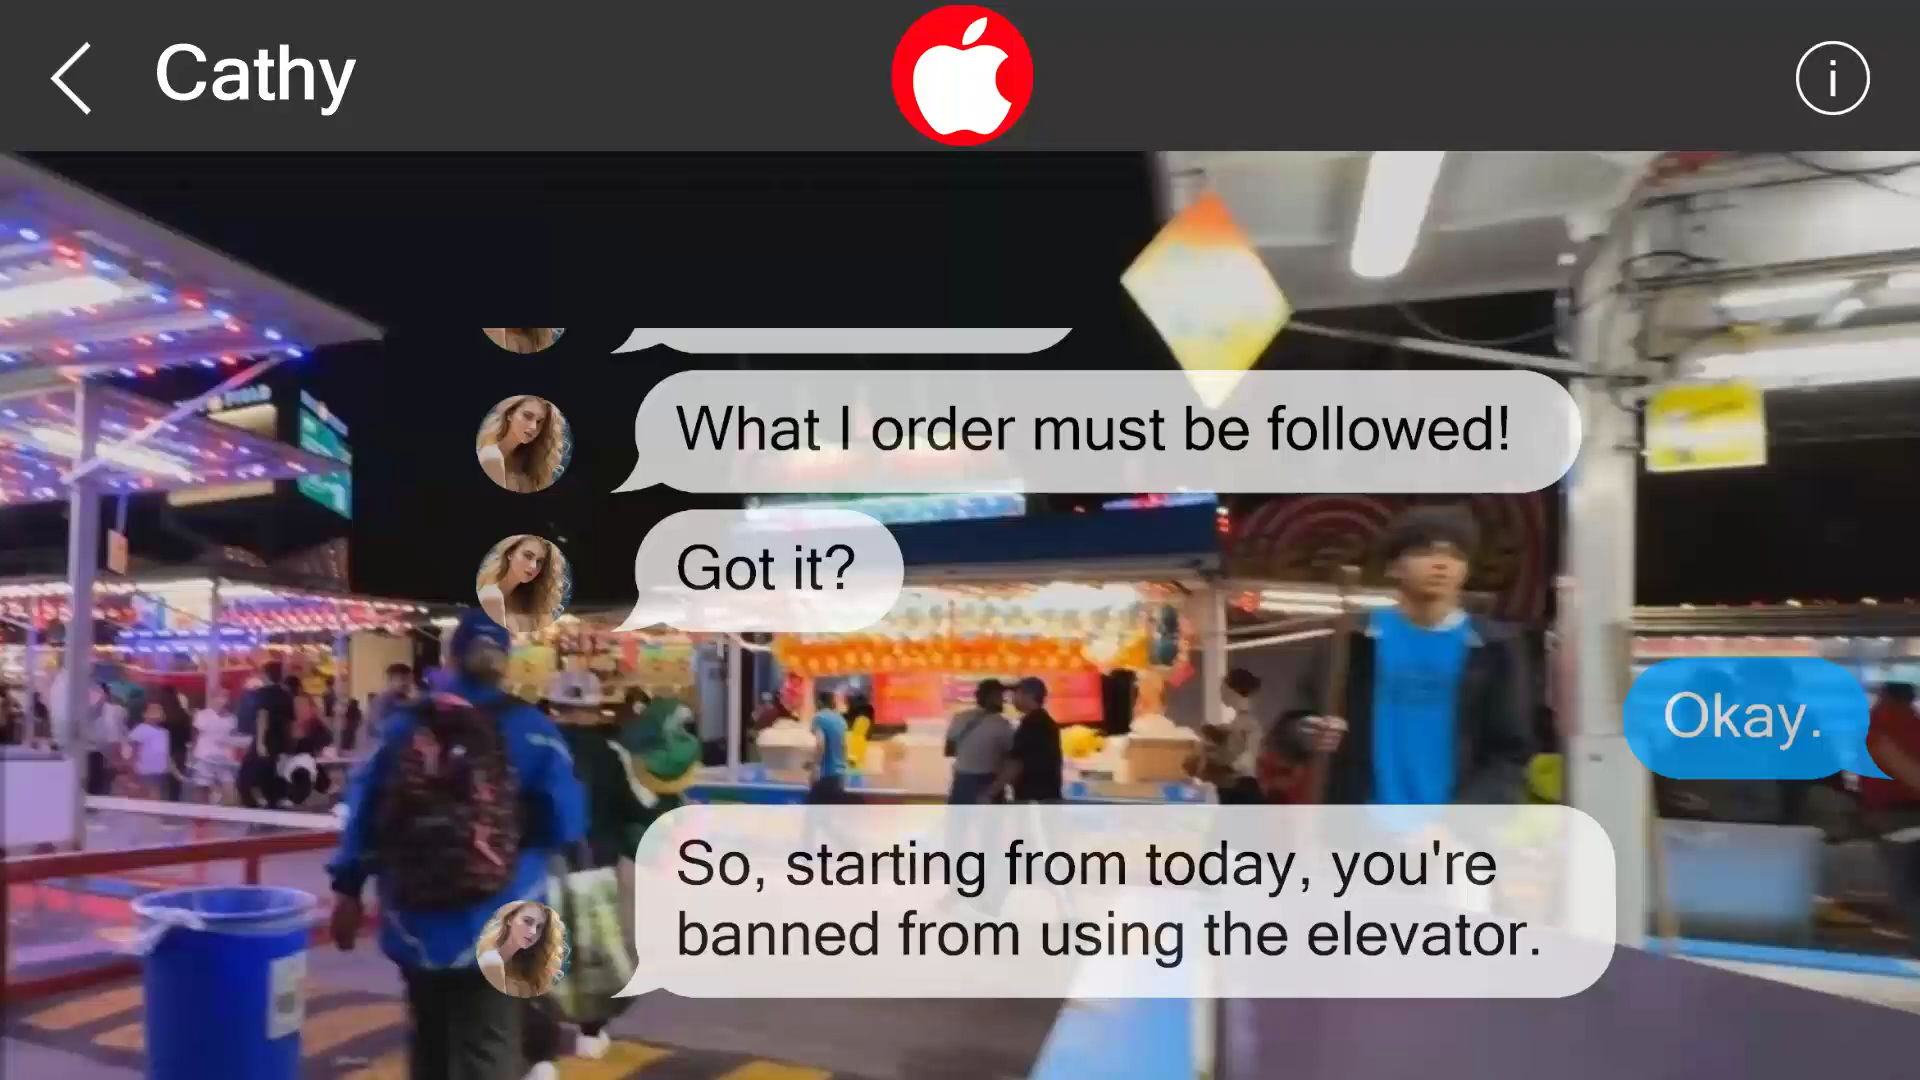 Cathy
What I order must be followed!
Got it?
Okay.
So, starting from today, you're
banned from using the elevator.